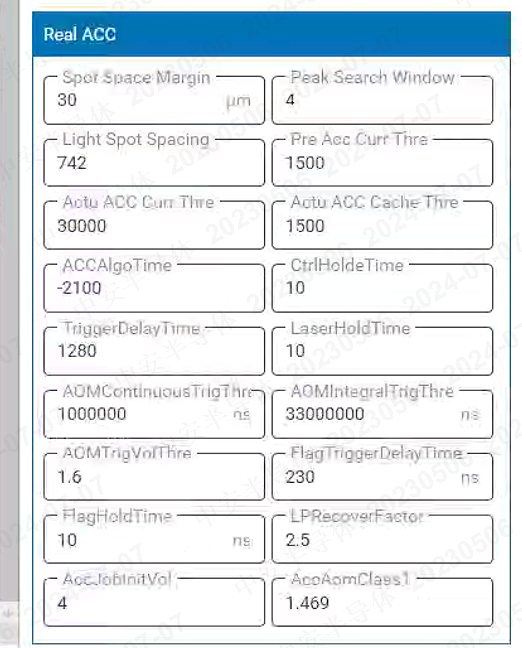 Real ACC
Spot Space Margin
Peak Search Window
30 μm
4
Light Spot Spacing
Pre Acc Curr Thre
742
1500
Actu ACC Curr Thre
Actu ACC Cache Thre
30000
1500
ACCAlgoTime
CtrlHoldeTime
-2100
10
TriggerDelayTime
LaserHoldTime
1280
10
AOMContinuousTrigThre
AOMIntegralTrigThre
1000000 ns
33000000 ns
AOMTrigVolThre
FlagTriggerDelayTime
1.6
230 ns
FlagHoldTime
LPRecoverFactor
10 ns
2.5
AccJobInitVol
AccAomClass1
4
1.469